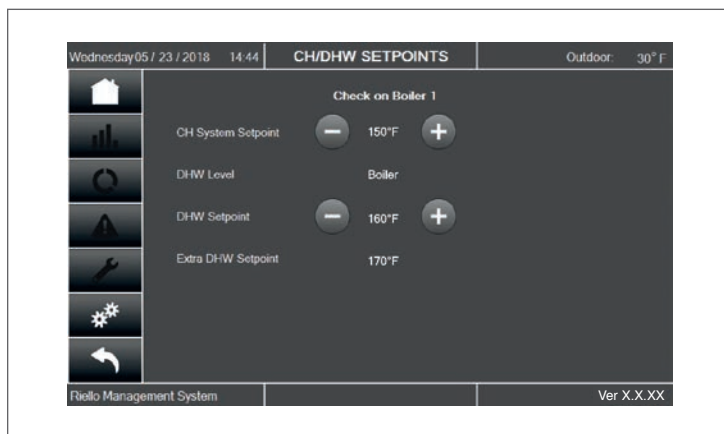 Wednesday 05 / 23 / 2018 14:44 CH/DHW SETPOINTS Outdoor: 30° F
Check on Boiler 1
CH System Setpoint − 150°F +
DHW Level Boiler
DHW Setpoint − 160°F +
Extra DHW Setpoint 170°F
Riello Management System Ver X.X.XX